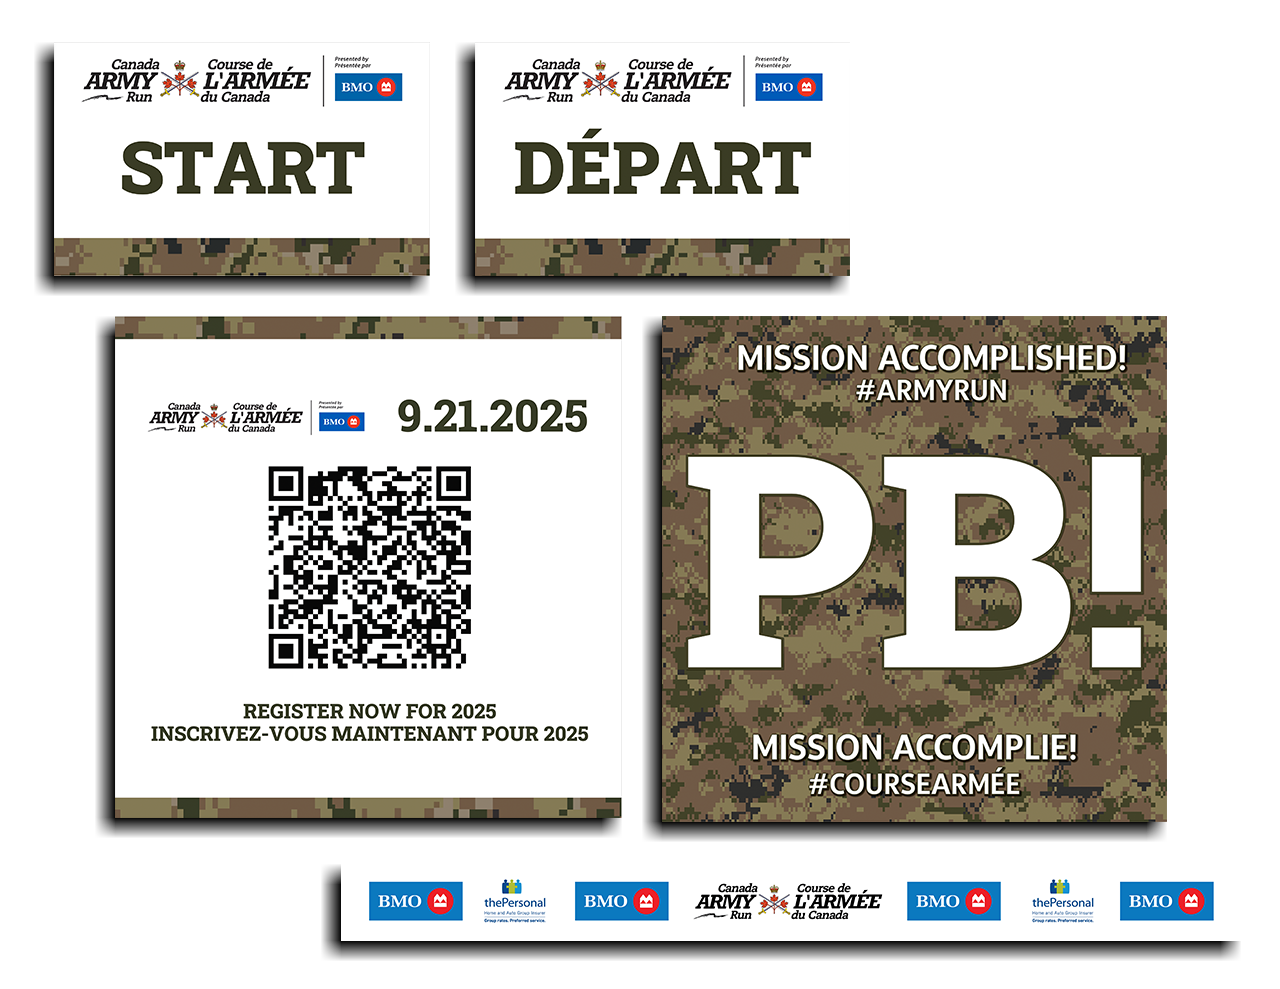 Canada
ARMY
Run
Course de
L'ARMÉE
du Canada
Presented by
Présentée par
BMO
START
Canada
ARMY
Run
Course de
L'ARMÉE
du Canada
Presented by
Présentée par
BMO
DÉPART
Canada
ARMY
Run
Course de
L'ARMÉE
du Canada
Presented by
Présentée par
BMO
9.21.2025
REGISTER NOW FOR 2025
INSCRIVEZ-VOUS MAINTENANT POUR 2025
MISSION ACCOMPLISHED!
#ARMYRUN
PB!
MISSION ACCOMPLIE!
#COURSEARMÉE
BMO
thePersonal
Home and Auto Group Insurer
Group rates. Preferred service.
BMO
Canada
ARMY
Run
Course de
L'ARMÉE
du Canada
BMO
thePersonal
Home and Auto Group Insurer
Group rates. Preferred service.
BMO